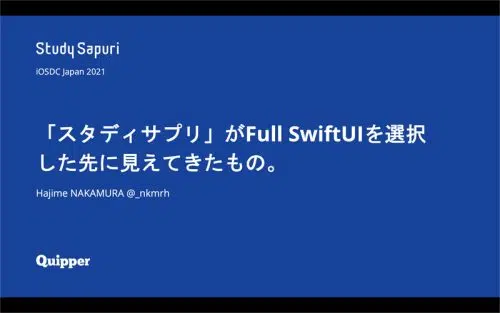 Study Sapuri
iOSDC Japan 2021
「スタディサプリ」がFull SwiftUIを選択
した先に見えてきたもの。
Hajime NAKAMURA @_nkmrh
Quipper